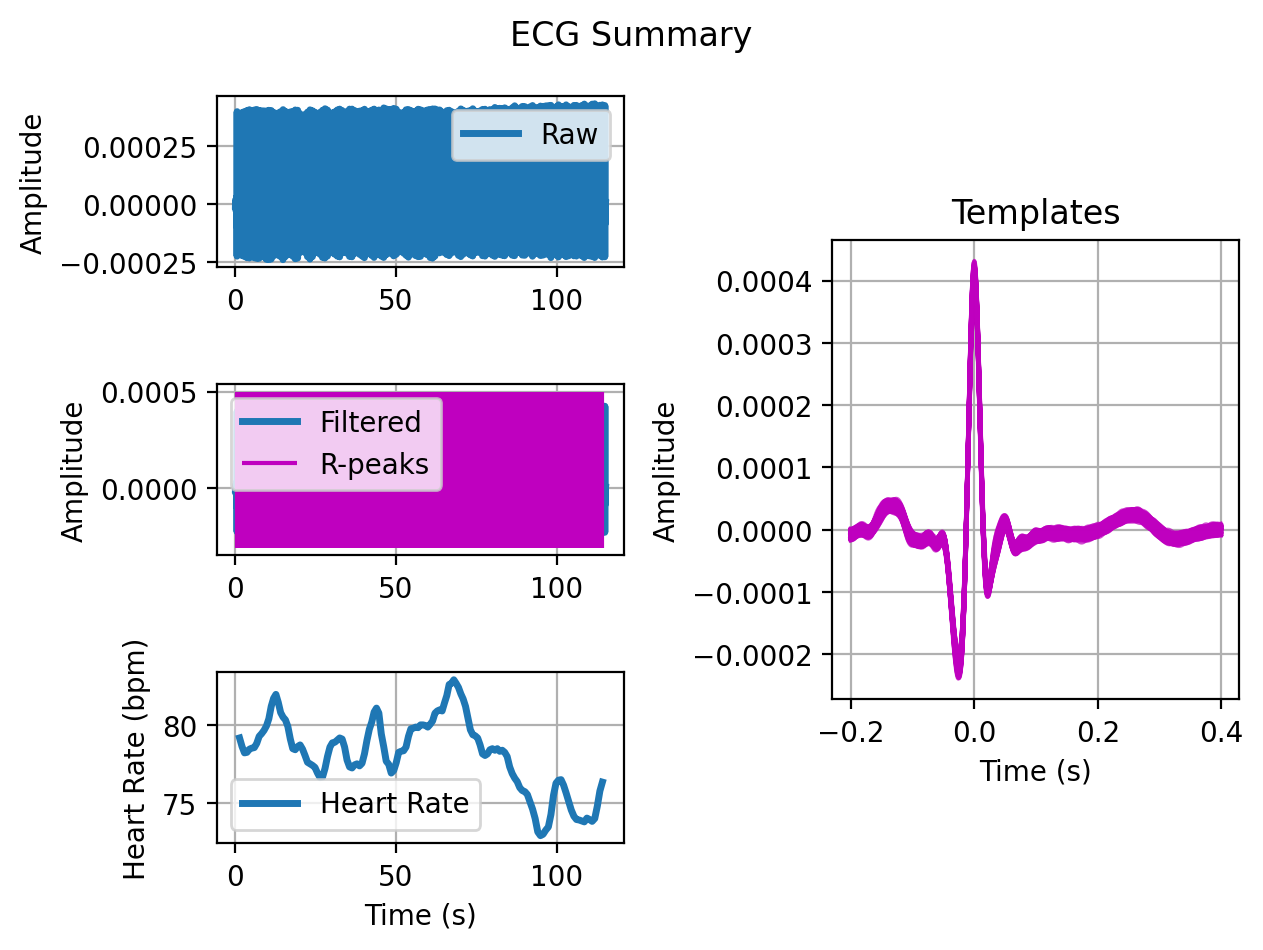 ECG Summary
Amplitude
0.00025
0.00000
−0.00025
Raw
0
50
100
Amplitude
0.0005
0.0000
Filtered
R-peaks
0
50
100
Heart Rate (bpm)
80
75
Heart Rate
0
50
100
Time (s)
Templates
Amplitude
0.0004
0.0003
0.0002
0.0001
0.0000
−0.0001
−0.0002
−0.2
0.0
0.2
0.4
Time (s)